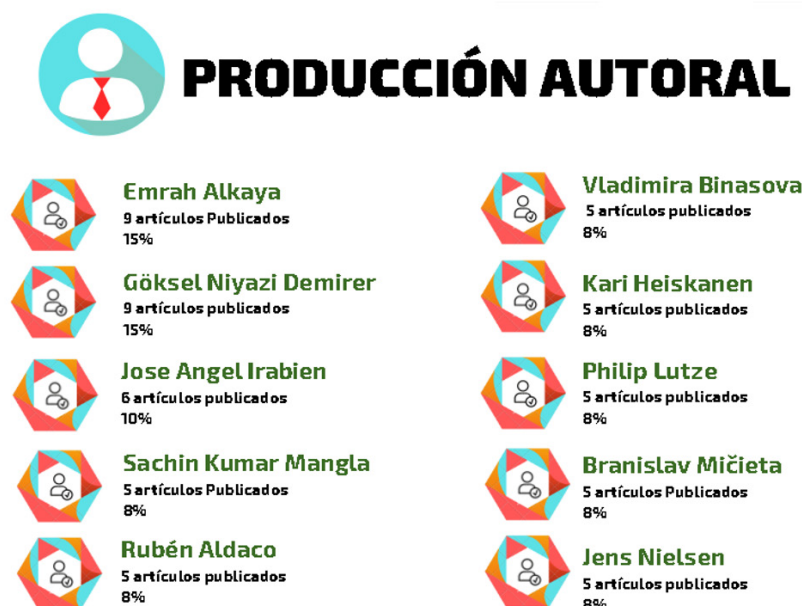 PRODUCCIÓN AUTORAL
Emrah Alkaya
9 artículos Publicados
15%
Göksel Niyazi Demirer
9 artículos publicados
15%
Jose Angel Irabien
6 artículos publicados
10%
Sachin Kumar Mangla
5 artículos Publicados
8%
Rubén Aldaco
5 artículos publicados
8%
Vladimira Binasova
5 artículos publicados
8%
Kari Heiskanen
5 artículos publicados
8%
Philip Lutze
5 artículos publicados
8%
Branislav Mičieta
5 artículos Publicados
8%
Jens Nielsen
5 artículos publicados
8%